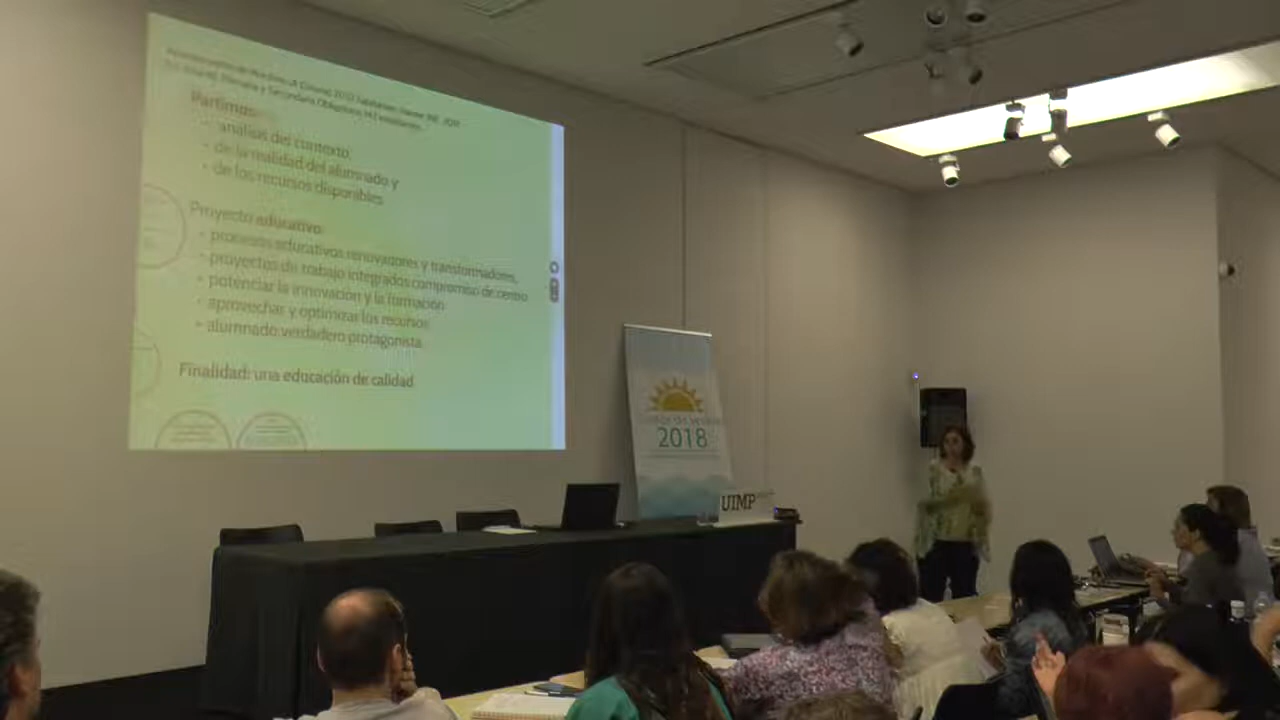 Partimos:
- análisis del contexto,
- de la realidad del alumnado y
- de los recursos disponibles
Proyecto educativo:
- procesos educativos renovadores y transformadores,
- proyectos de trabajo integrados compromiso de centro
- potenciar la innovación y la formación
- aprovechar y optimizar los recursos
- alumnado verdadero protagonista.
Finalidad: una educación de calidad
2018
UIMP